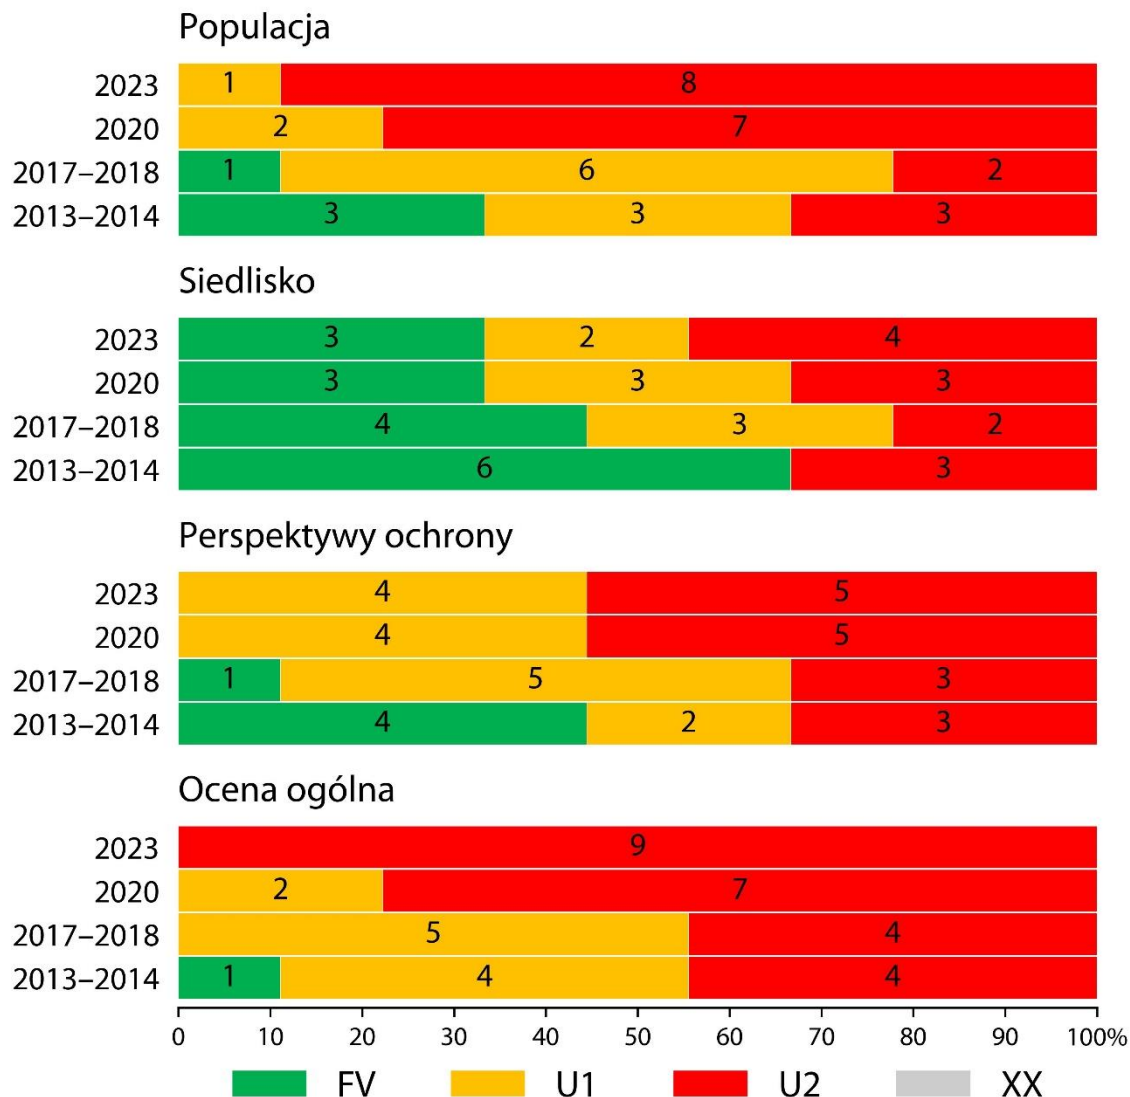 Populacja
2023 1 8
2020 2 7
2017–2018 1 6 2
2013–2014 3 3 3
Siedlisko
2023 3 2 4
2020 3 3 3
2017–2018 4 3 2
2013–2014 6 3
Perspektywy ochrony
2023 4 5
2020 4 5
2017–2018 1 5 3
2013–2014 4 2 3
Ocena ogólna
2023 9
2020 2 7
2017–2018 5 4
2013–2014 1 4 4
0 10 20 30 40 50 60 70 80 90 100%
FV U1 U2 XX